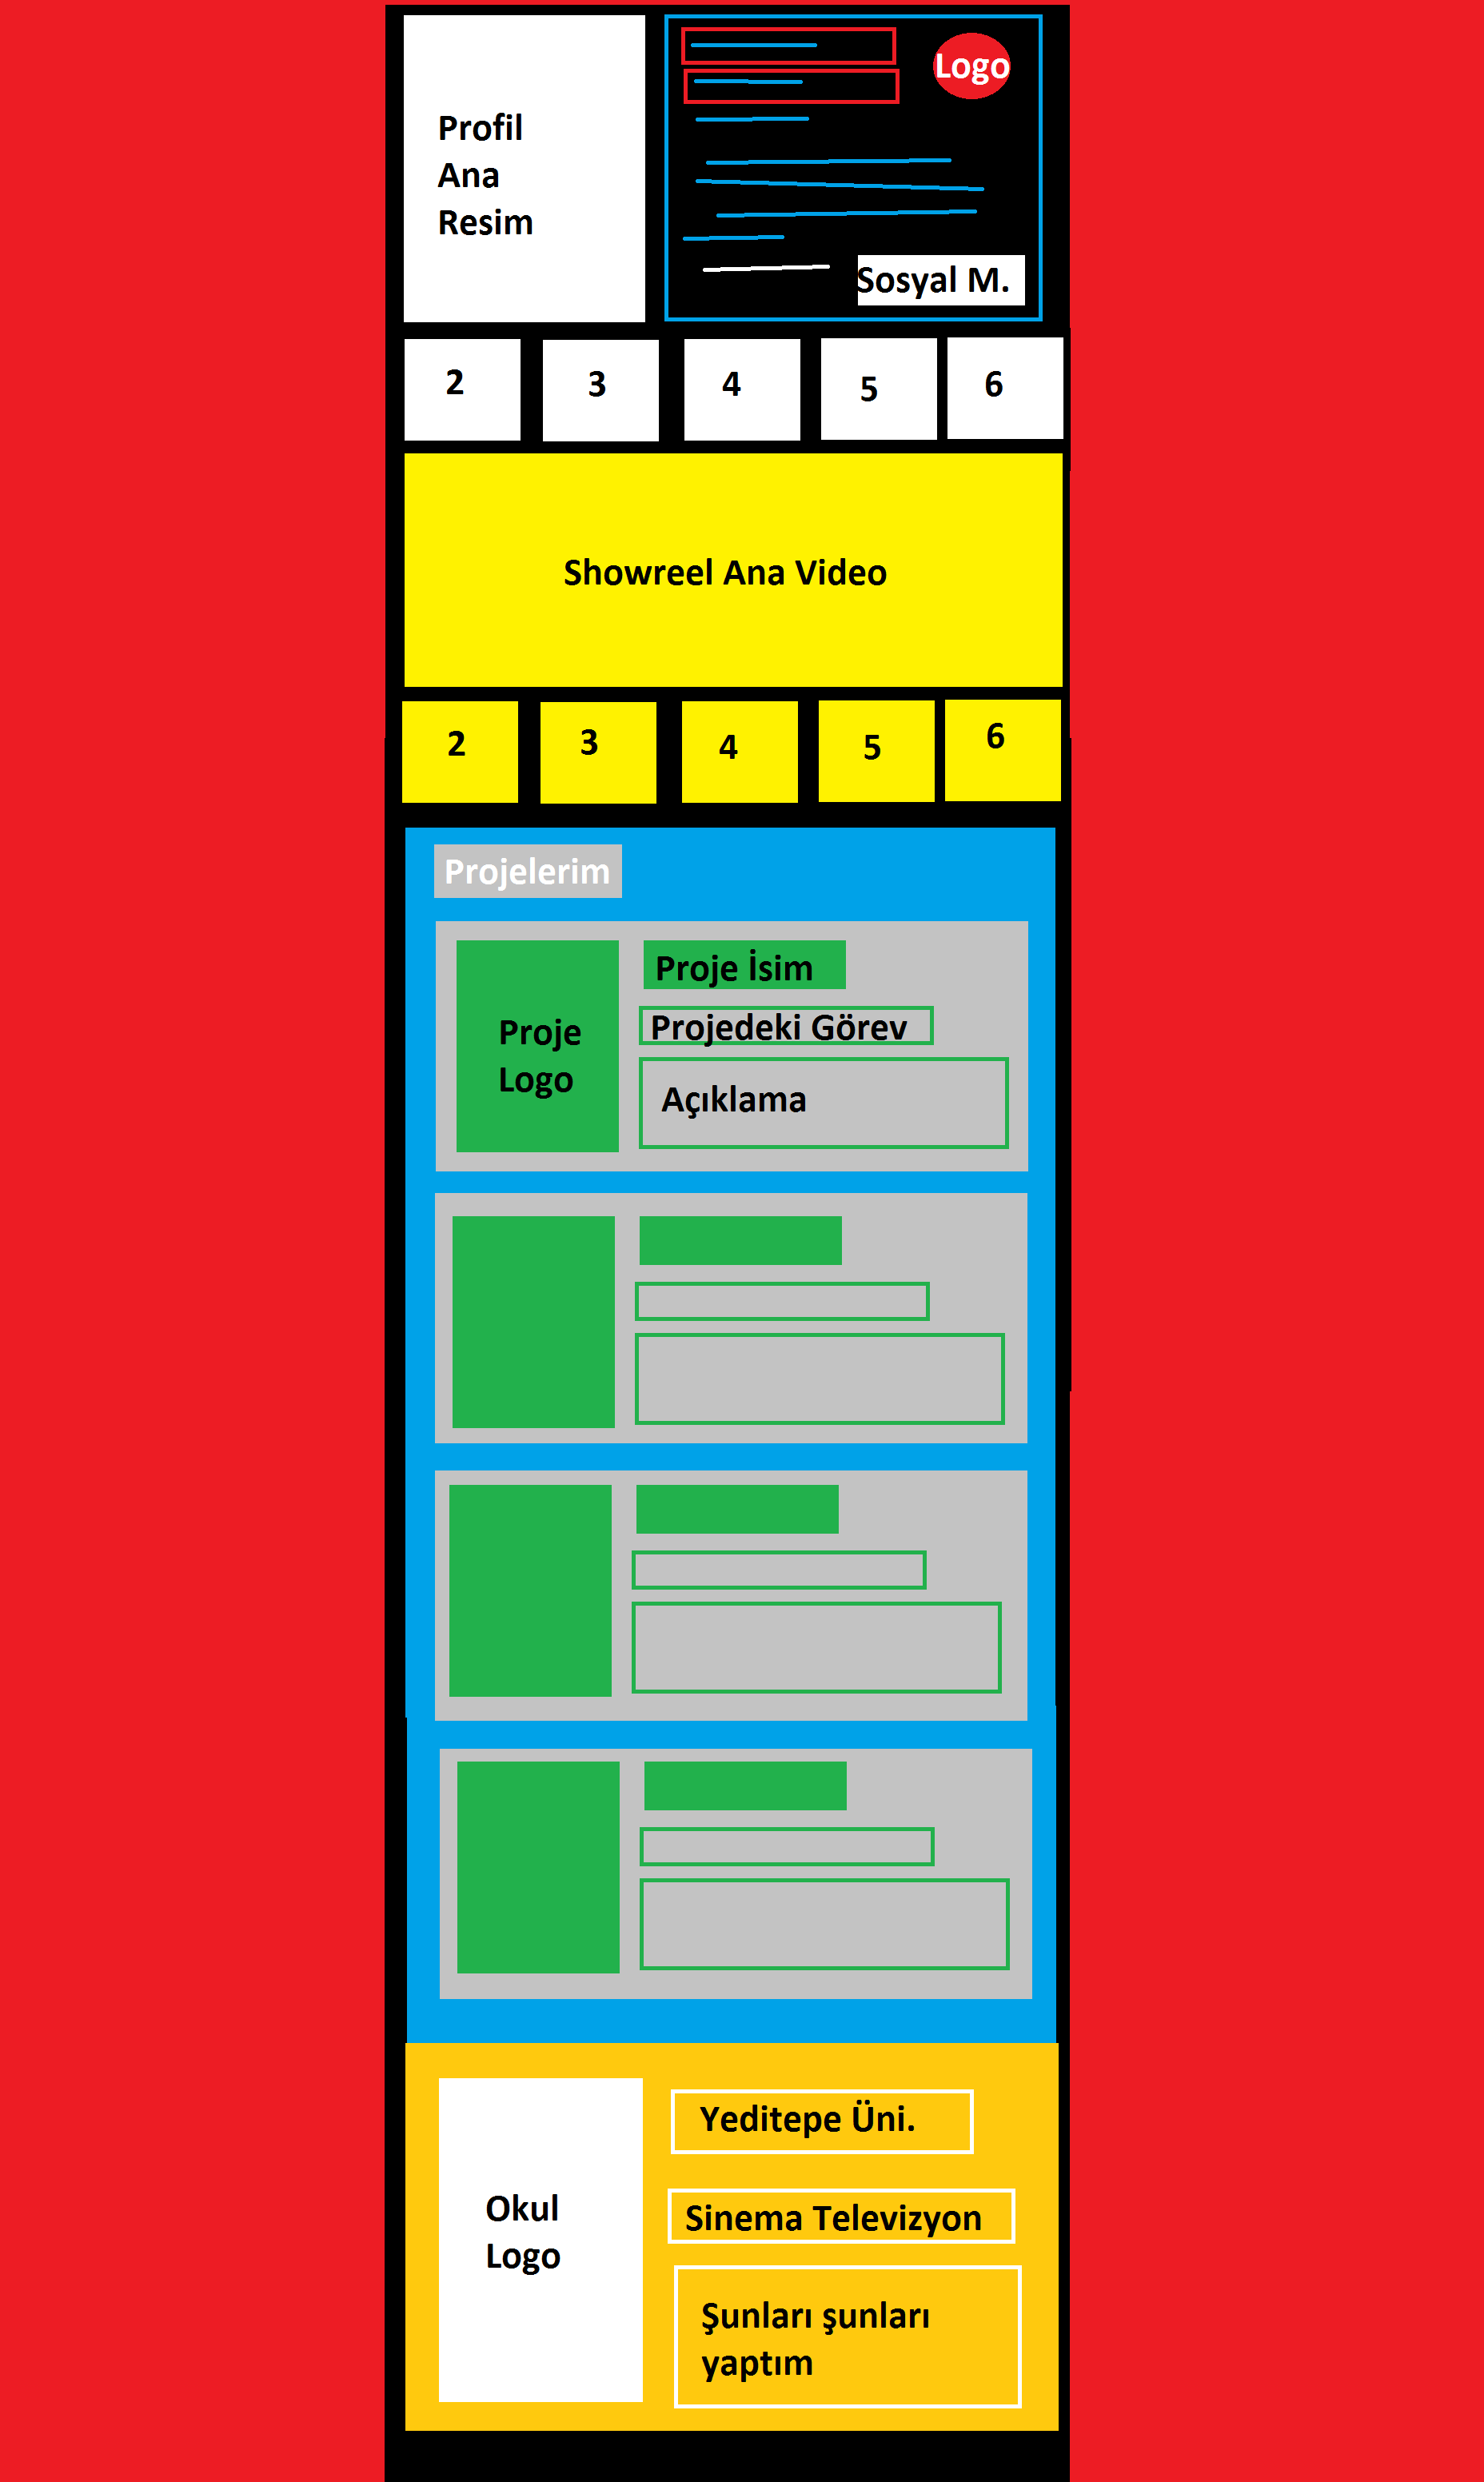 Profil
Ana
Resim
Logo
Sosyal M.
2
3
4
5
6
Showreel Ana Video
2
3
4
5
6
Projelerim
Proje
Logo
Proje İsim
Projedeki Görev
Açıklama
Okul
Logo
Yeditepe Üni.
Sinema Televizyon
Şunları şunları
yaptım